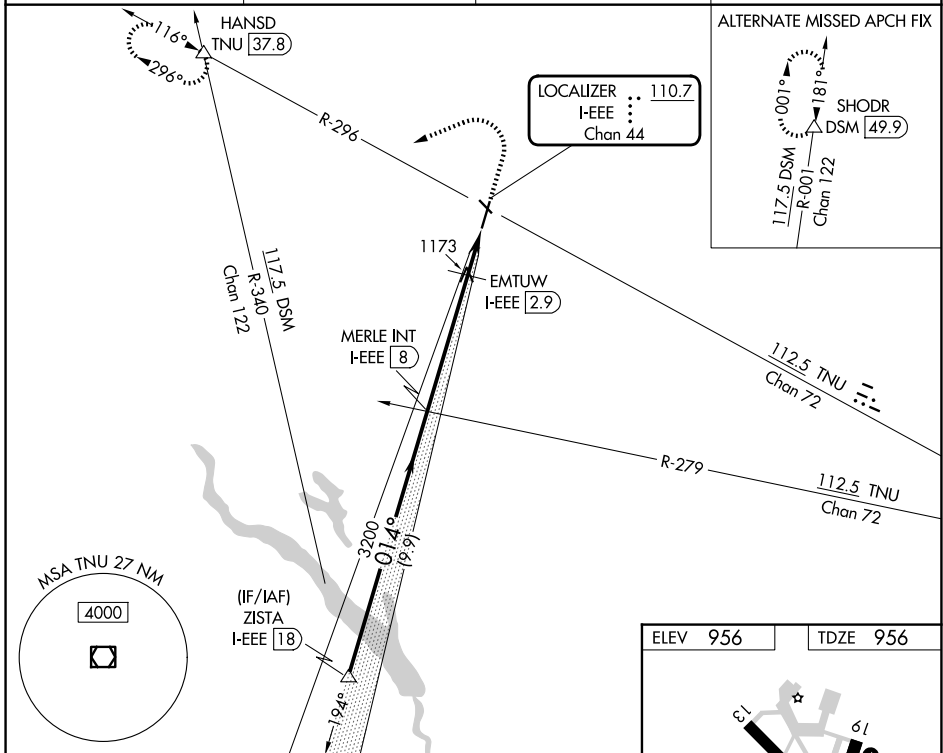 HANSD
TNU 37.8
116°
296°
R-296
LOCALIZER 110.7
I-EEE
Chan 44
ALTERNATE MISSED APCH FIX
001°
181°
SHODR
DSM 49.9
117.5 DSM
R-001
Chan 122
117.5 DSM
R-340
Chan 122
1173
EMTUW
I-EEE 2.9
MERLE INT
I-EEE 8
112.5 TNU
Chan 72
R-279
112.5 TNU
Chan 72
3200
014°
(9.9)
MSA TNU 27 NM
4000
(IF/IAF)
ZISTA
I-EEE 18
194°
ELEV 956
TDZE 956
13
19